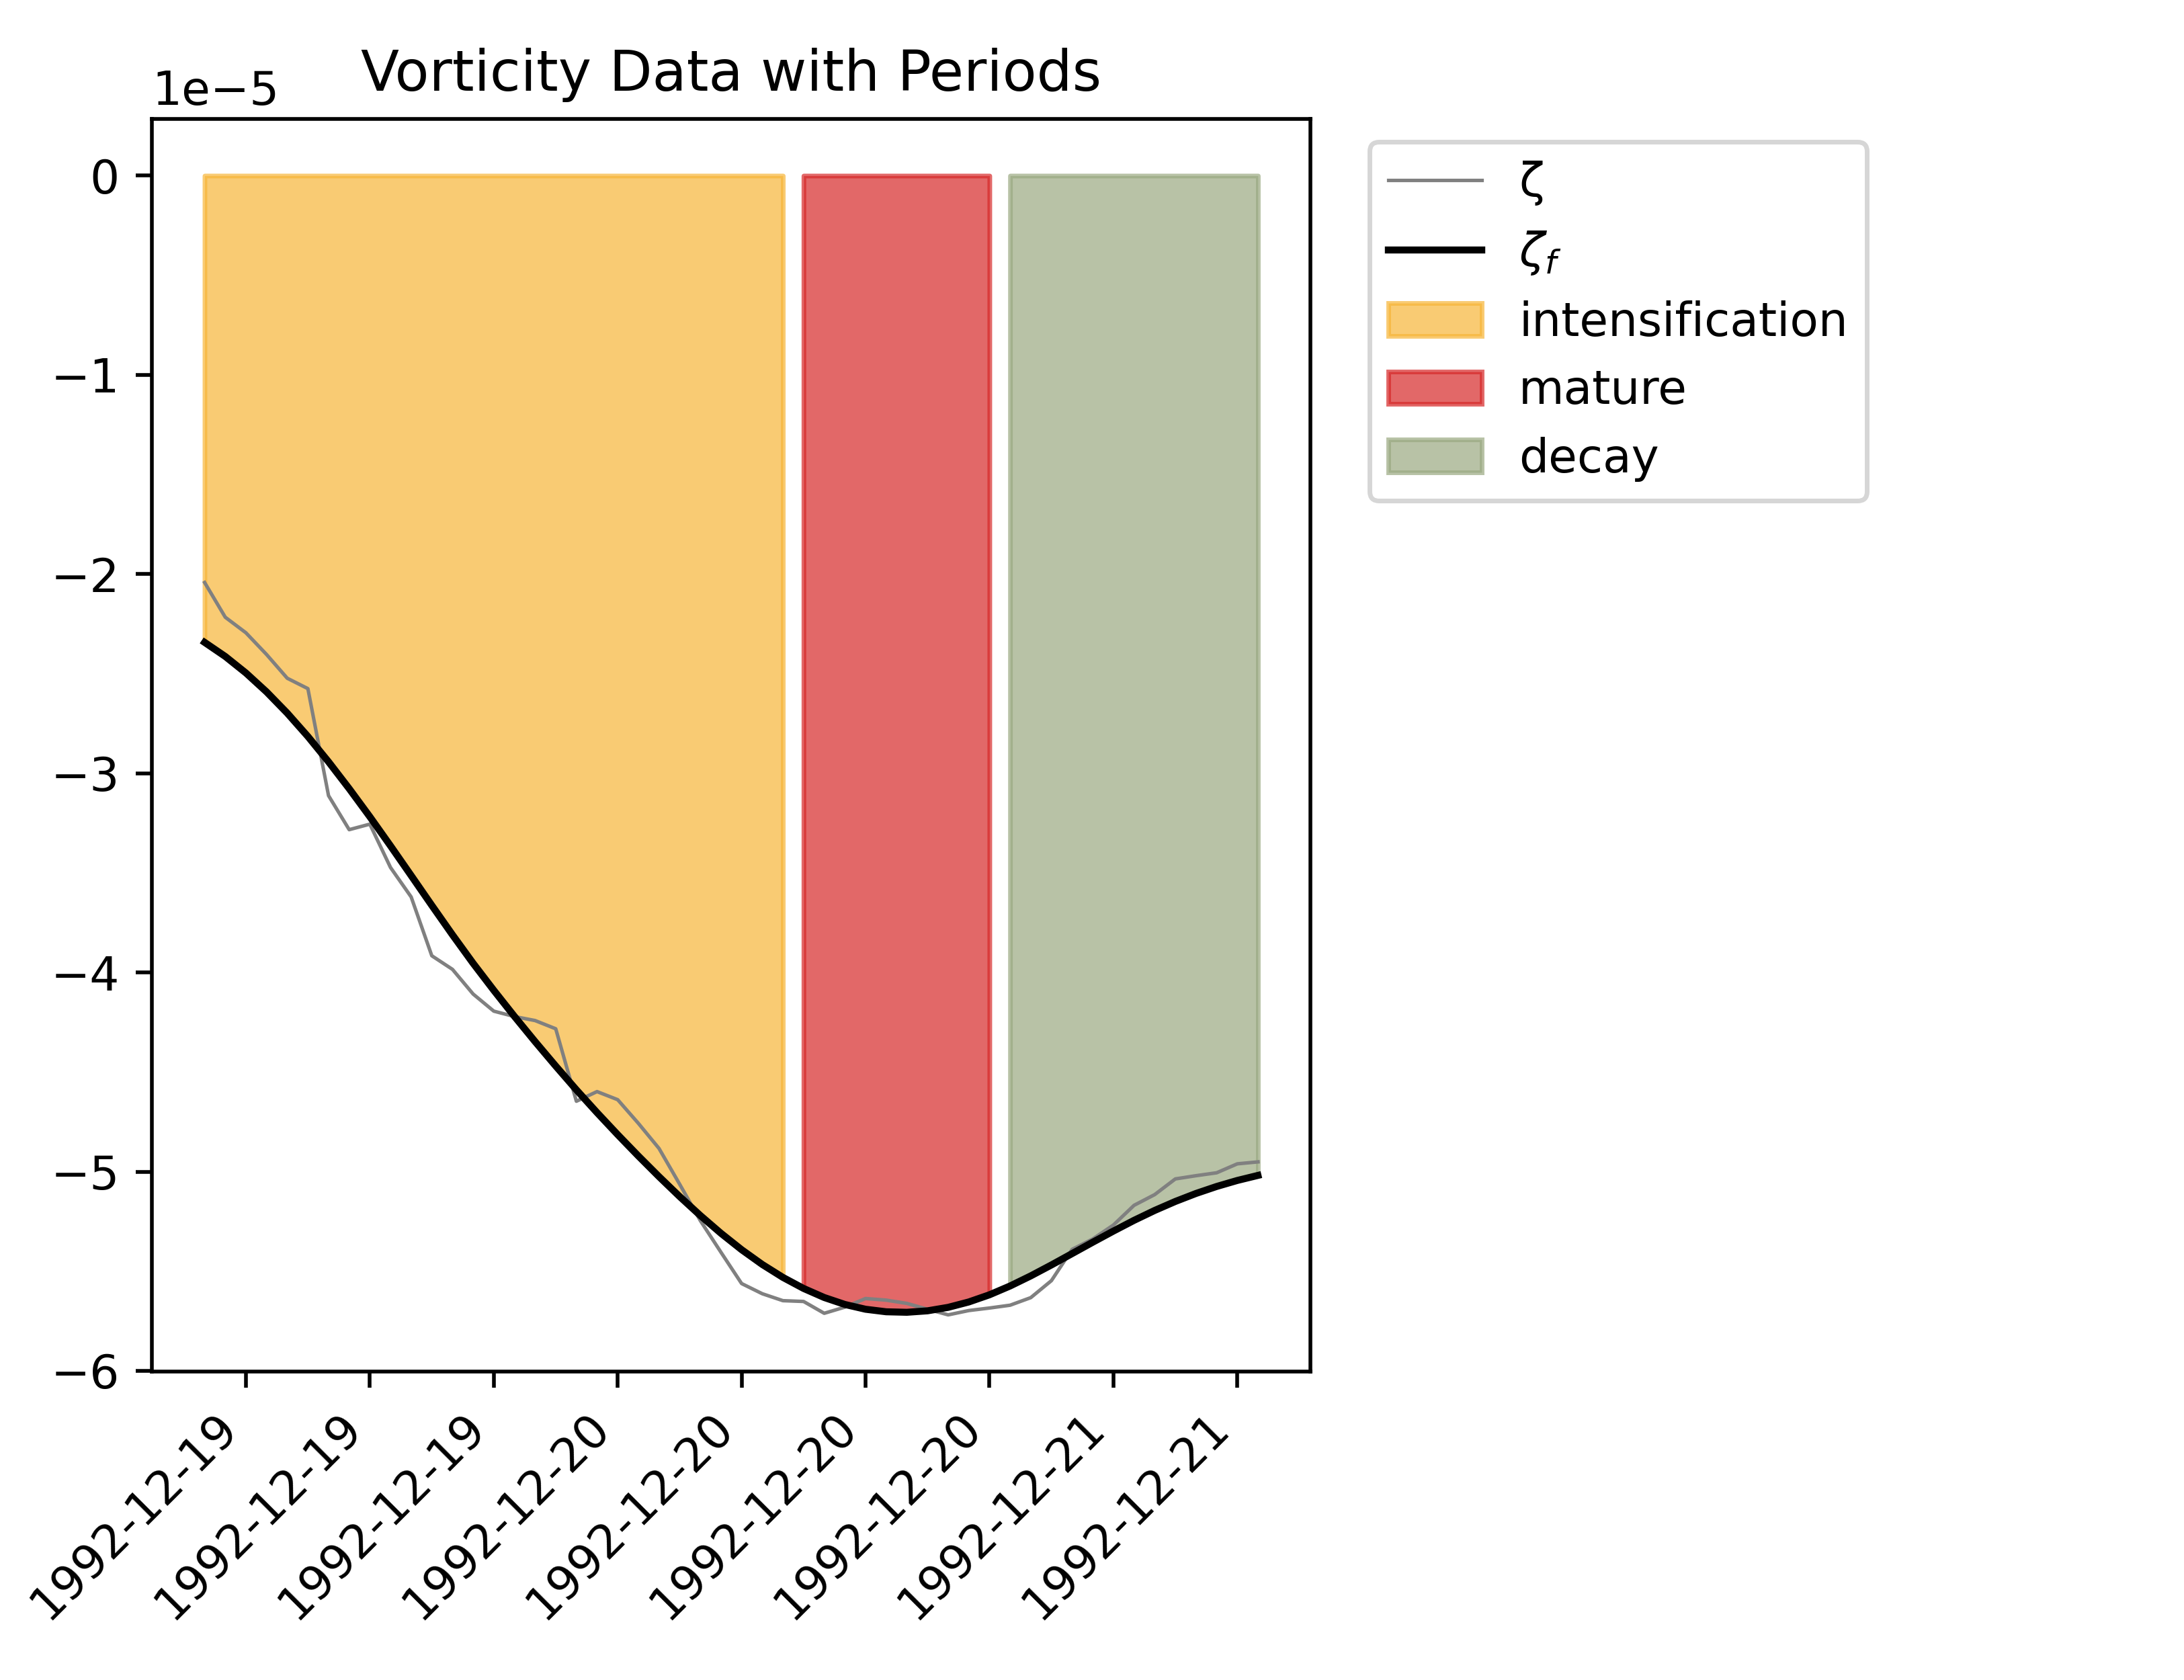 Vorticity Data with Periods
1e−5
0
−1
−2
−3
−4
−5
−6
1992-12-19
1992-12-19
1992-12-19
1992-12-20
1992-12-20
1992-12-20
1992-12-20
1992-12-21
1992-12-21
ζ
ζf
intensification
mature
decay